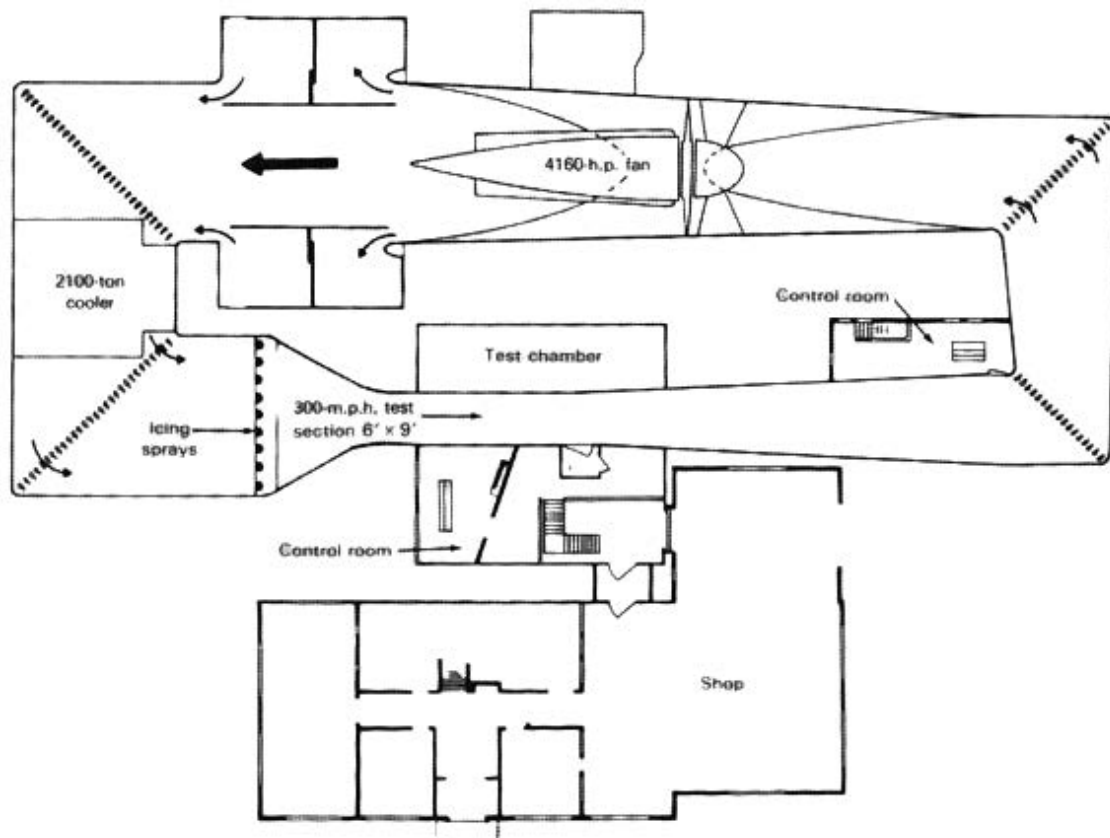 4160-h.p. fan
2100-ton
cooler
Control room
Test chamber
300-m.p.h. test
section 6' × 9'
Icing
sprays
Control room
Shop